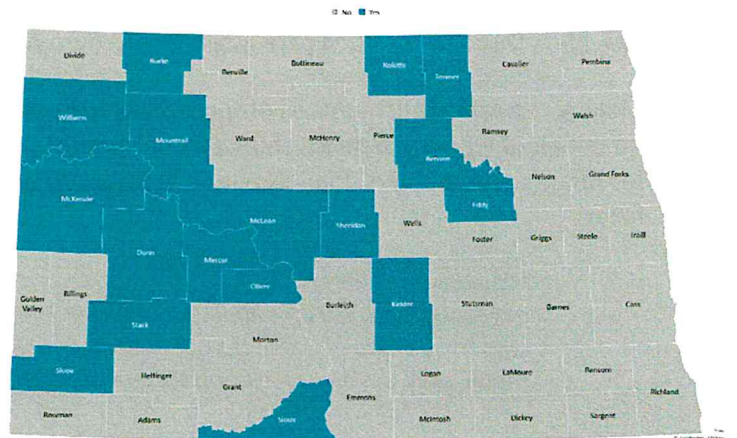 No Yes
Divide
Burke
Renville
Bottineau
Rolette
Towner
Cavalier
Pembina
Williams
Mountrail
Ward
McHenry
Pierce
Ramsey
Walsh
Benson
Nelson
Grand Forks
McKenzie
McLean
Sheridan
Wells
Eddy
Foster
Griggs
Steele
Traill
Dunn
Mercer
Oliver
Golden
Valley
Billings
Burleigh
Kidder
Stutsman
Barnes
Cass
Stark
Morton
Slope
Hettinger
Grant
Emmons
Logan
LaMoure
Ransom
Richland
Bowman
Adams
Sioux
McIntosh
Dickey
Sargent